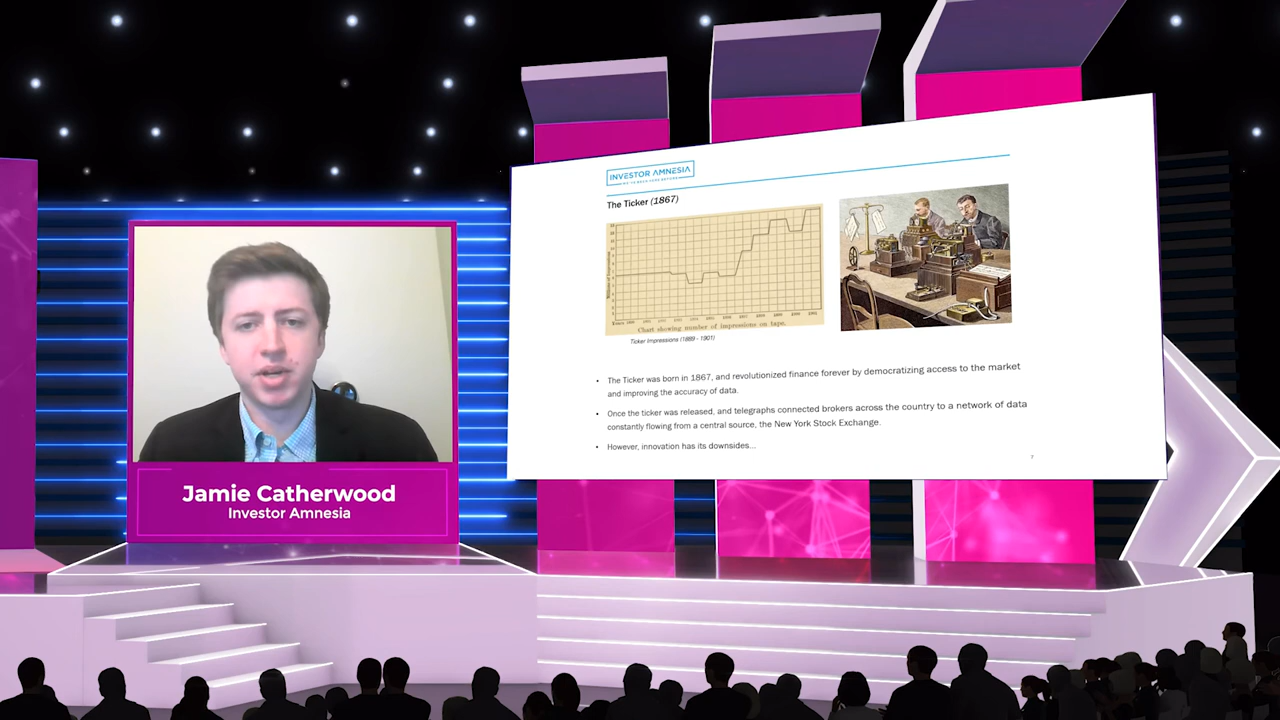 INVESTOR AMNESIA
The Ticker (1867)
Chart showing number of impressions on tape.
Ticker Impressions (1889 - 1901)
• The Ticker was born in 1867, and revolutionized finance forever by democratizing access to the market
and improving the accuracy of data.
• Once the ticker was released, and telegraphs connected brokers across the country to a network of data
constantly flowing from a central source, the New York Stock Exchange.
• However, innovation has its downsides...
7
Jamie Catherwood
Investor Amnesia